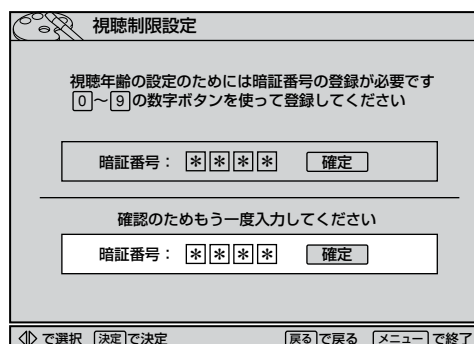 視聴制限設定
視聴年齢の設定のためには暗証番号の登録が必要です
0〜9の数字ボタンを使って登録してください
暗証番号： ＊＊＊＊ 確定
確認のためもう一度入力してください
暗証番号： ＊＊＊＊ 確定
で選択 決定で決定 戻るで戻る メニューで終了